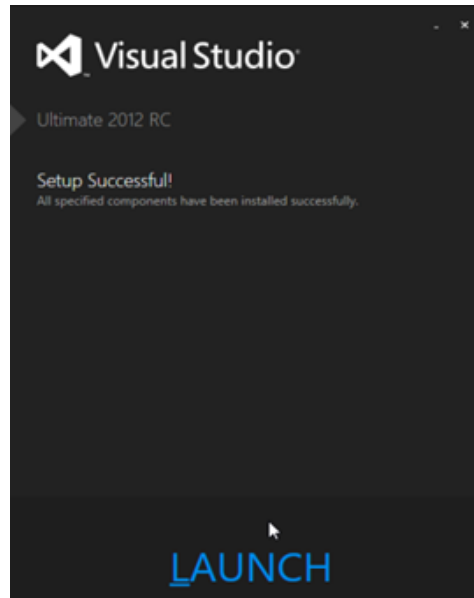 Visual Studio
Ultimate 2012 RC
Setup Successful!
All specified components have been installed successfully.
LAUNCH